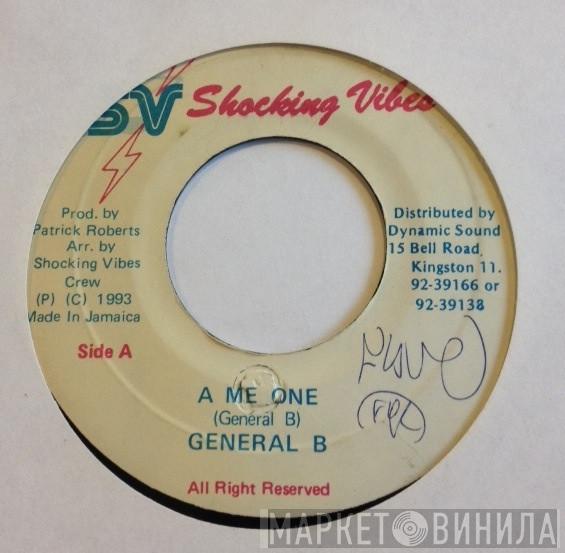 SV Shocking Vibes
Prod. by
Patrick Roberts
Arr. by
Shocking Vibes
Crew
(P) (C) 1993
Made In Jamaica
Side A
Distributed by
Dynamic Sound
15 Bell Road,
Kingston 11.
92-39166 or
92-39138
A ME ONE
(General B)
GENERAL B
All Right Reserved
МАРКЕТ ВИНИЛА